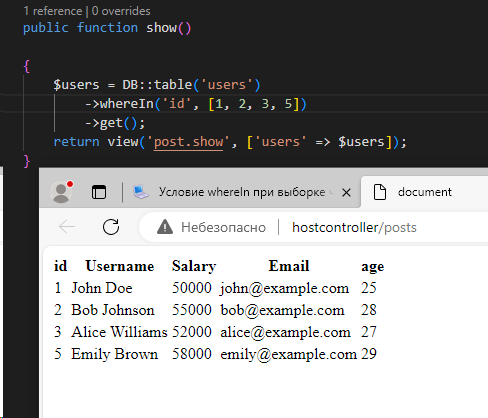 1 reference | 0 overrides
public function show()
{
$users = DB::table('users')
->whereIn('id', [1, 2, 3, 5])
->get();
return view('post.show', ['users' => $users]);
}
Условие whereIn при выборке
document
Небезопасно
hostcontroller/posts
id Username Salary Email age
1 John Doe 50000 john@example.com 25
2 Bob Johnson 55000 bob@example.com 28
3 Alice Williams 52000 alice@example.com 27
5 Emily Brown 58000 emily@example.com 29